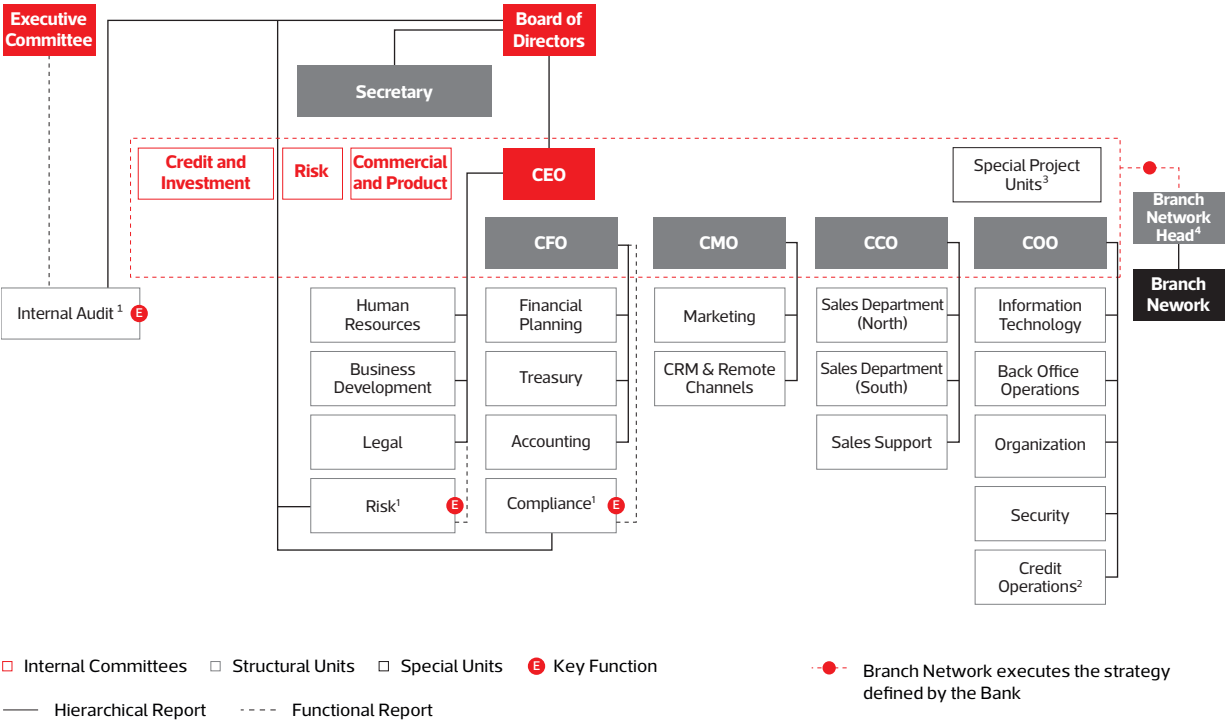 Executive
Committee
Board of
Directors
Secretary
Credit and
Investment
Risk
Commercial
and Product
CEO
Special Project
Units³
Branch
Network
Head⁴
CFO
CMO
CCO
COO
Branch
Nework
Internal Audit ¹ E
Human
Resources
Financial
Planning
Marketing
Sales Department
(North)
Information
Technology
Business
Development
Treasury
CRM & Remote
Channels
Sales Department
(South)
Back Office
Operations
Legal
Accounting
Sales Support
Organization
Risk¹ E
Compliance¹ E
Security
Credit
Operations²
Internal Committees
Structural Units
Special Units
E Key Function
Branch Network executes the strategy
defined by the Bank
Hierarchical Report
Functional Report